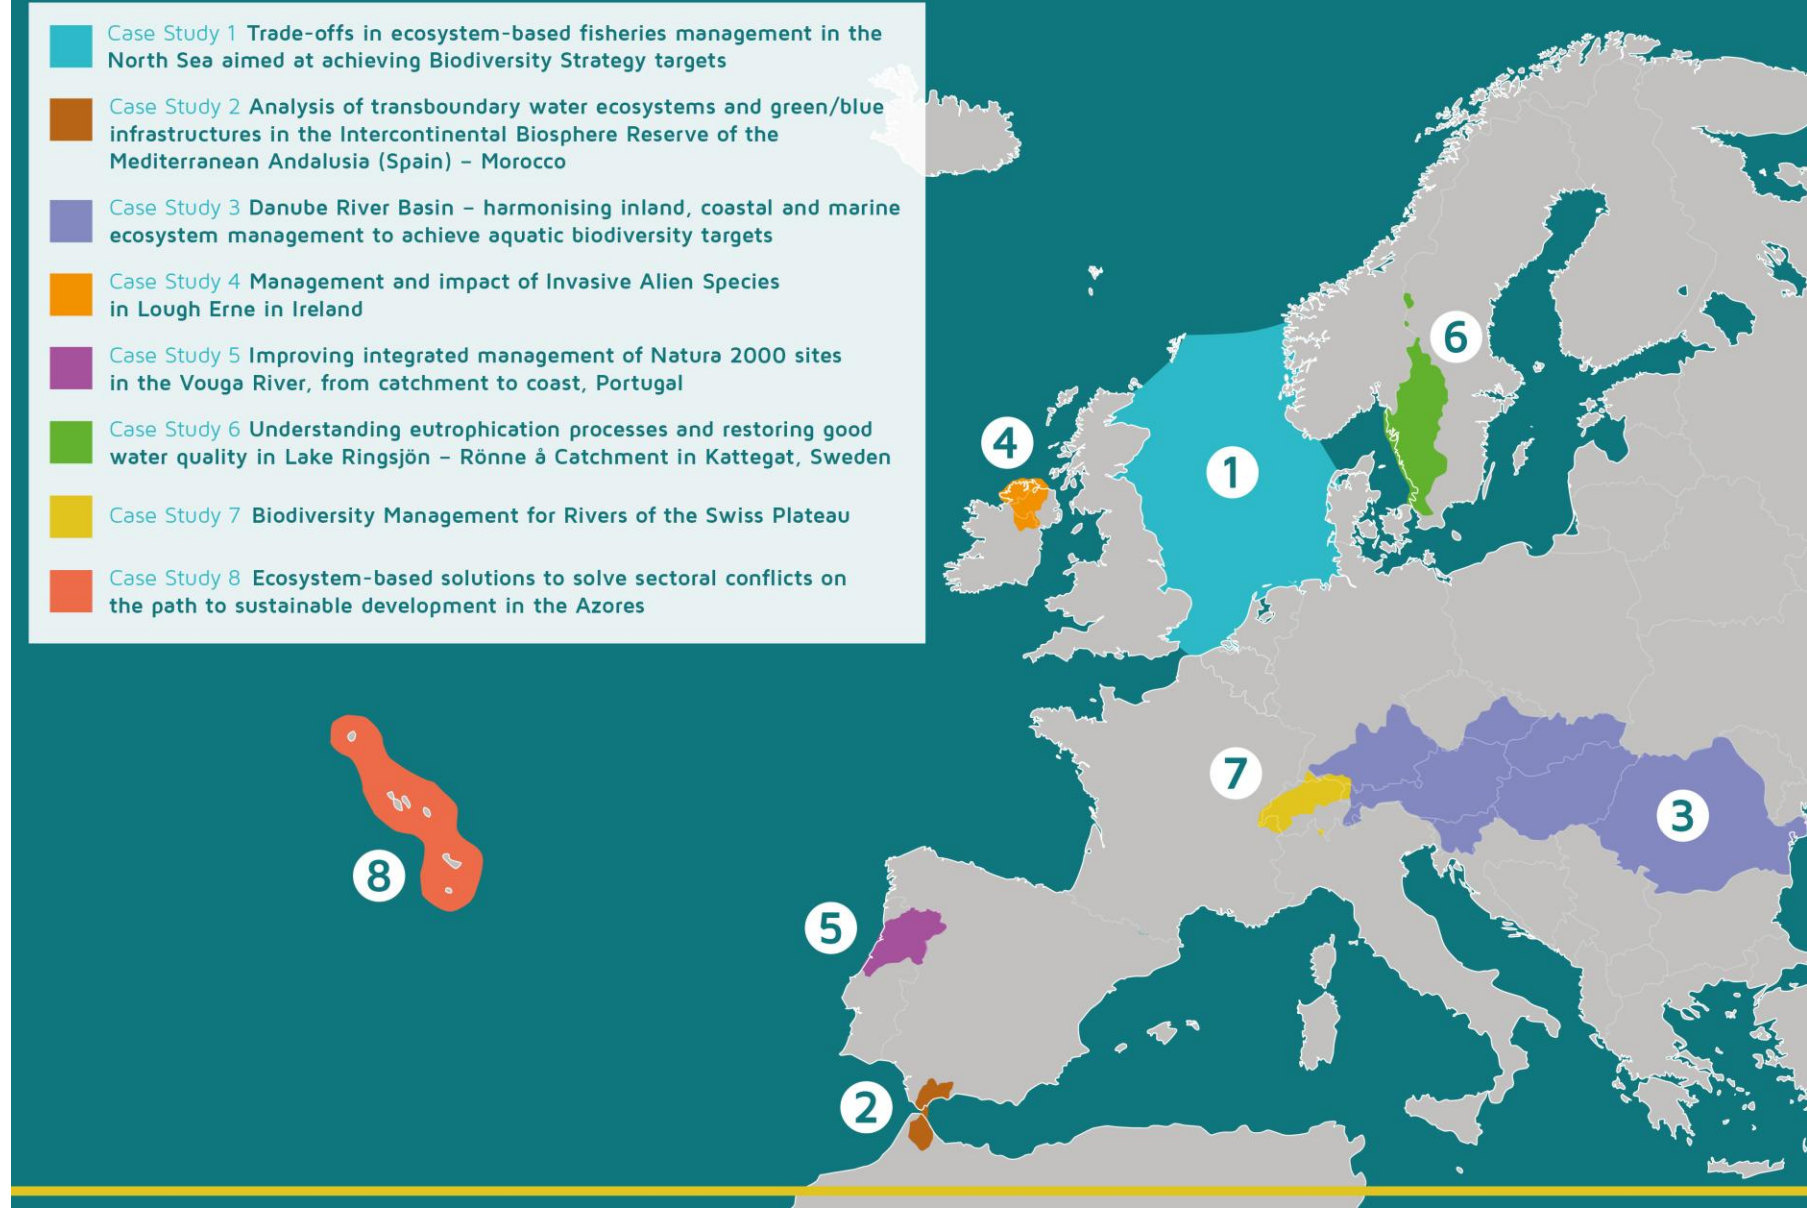 Case Study 1 Trade-offs in ecosystem-based fisheries management in the
North Sea aimed at achieving Biodiversity Strategy targets
Case Study 2 Analysis of transboundary water ecosystems and green/blue
infrastructures in the Intercontinental Biosphere Reserve of the
Mediterranean Andalusia (Spain) – Morocco
Case Study 3 Danube River Basin – harmonising inland, coastal and marine
ecosystem management to achieve aquatic biodiversity targets
Case Study 4 Management and impact of Invasive Alien Species
in Lough Erne in Ireland
Case Study 5 Improving integrated management of Natura 2000 sites
in the Vouga River, from catchment to coast, Portugal
Case Study 6 Understanding eutrophication processes and restoring good
water quality in Lake Ringsjön – Rönne å Catchment in Kattegat, Sweden
Case Study 7 Biodiversity Management for Rivers of the Swiss Plateau
Case Study 8 Ecosystem-based solutions to solve sectoral conflicts on
the path to sustainable development in the Azores
6
4
1
7
3
8
5
2